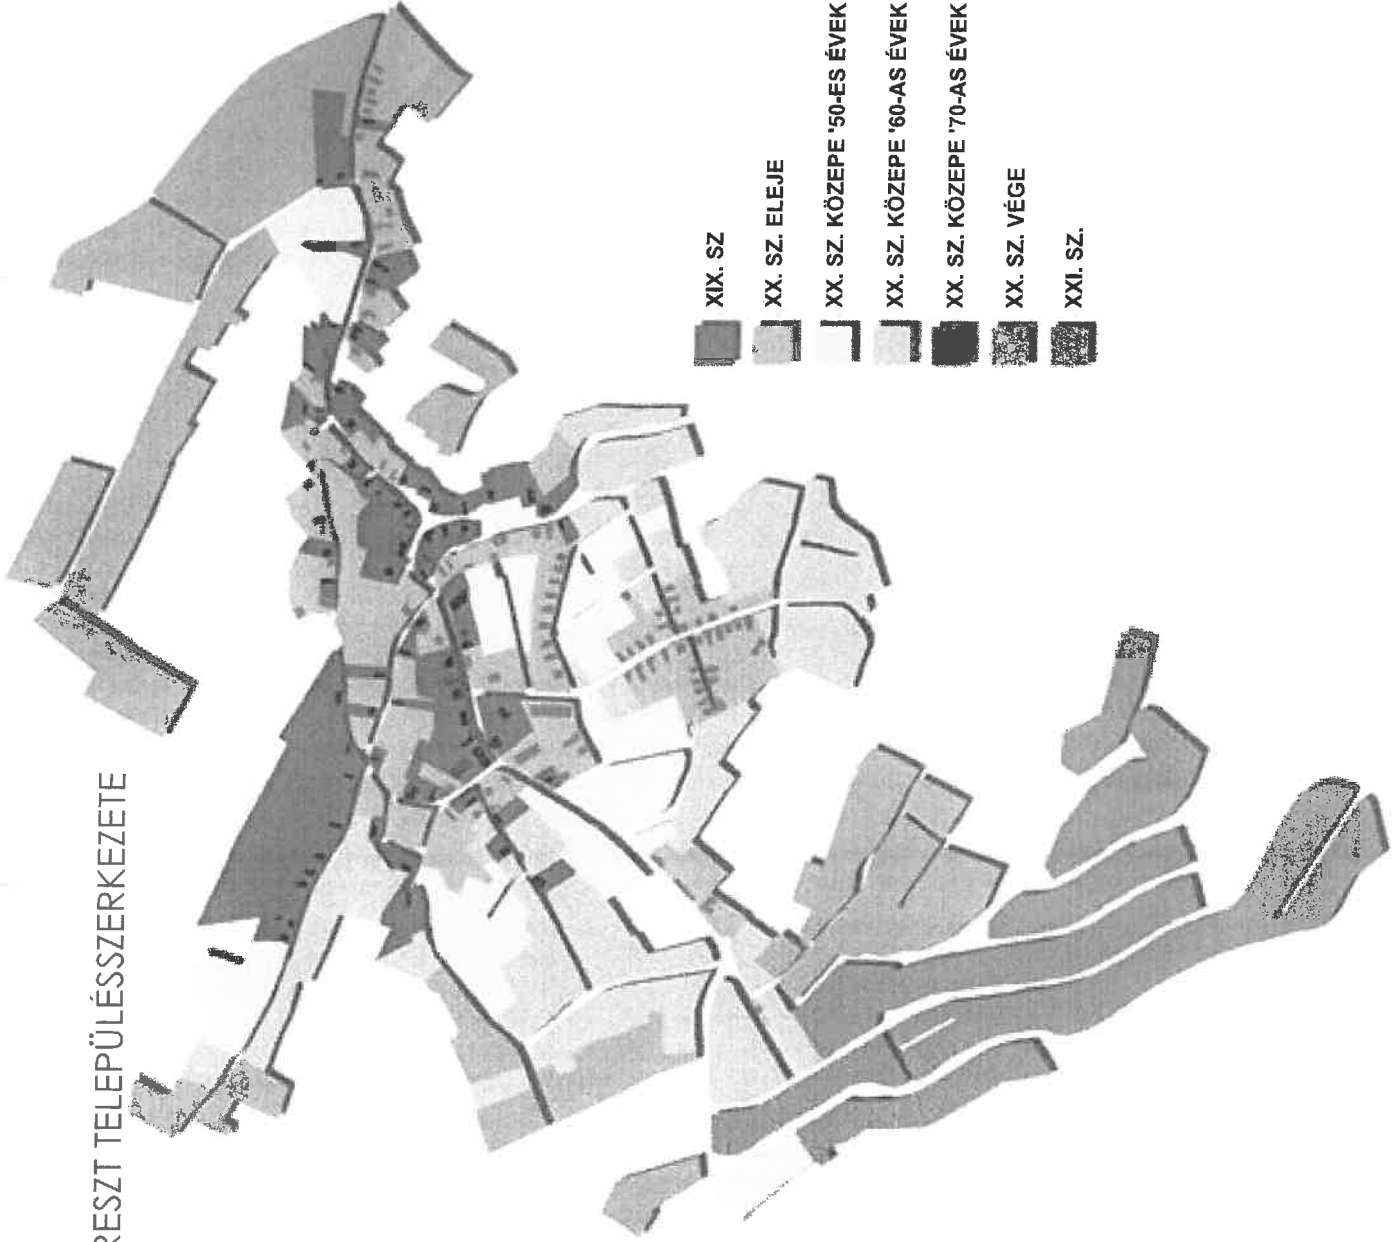 RESZT TELEPÜLÉSSZERKEZETE
XIX. SZ
XX. SZ. ELEJE
XX. SZ. KÖZEPE '50-ES ÉVEK
XX. SZ. KÖZEPE '60-AS ÉVEK
XX. SZ. KÖZEPE '70-AS ÉVEK
XX. SZ. VÉGE
XXI. SZ.